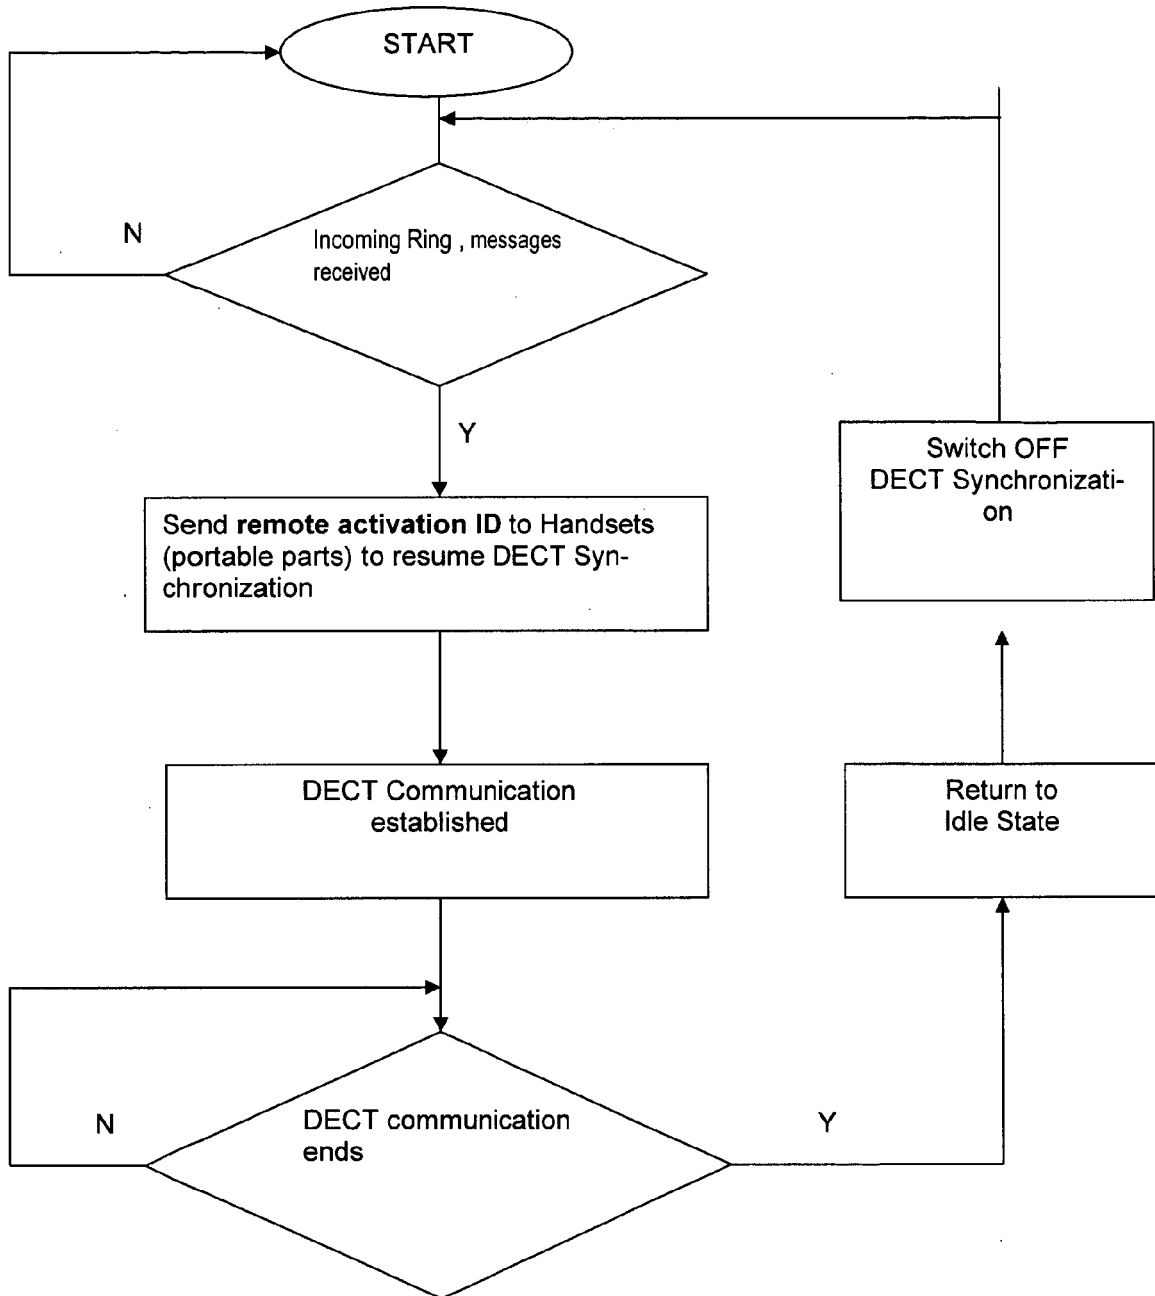 START
N
Incoming Ring , messages
received
Y
Send remote activation ID to Handsets
(portable parts) to resume DECT Syn-
chronization
Switch OFF
DECT Synchronizati-
on
DECT Communication
established
Return to
Idle State
N
DECT communication
ends
Y